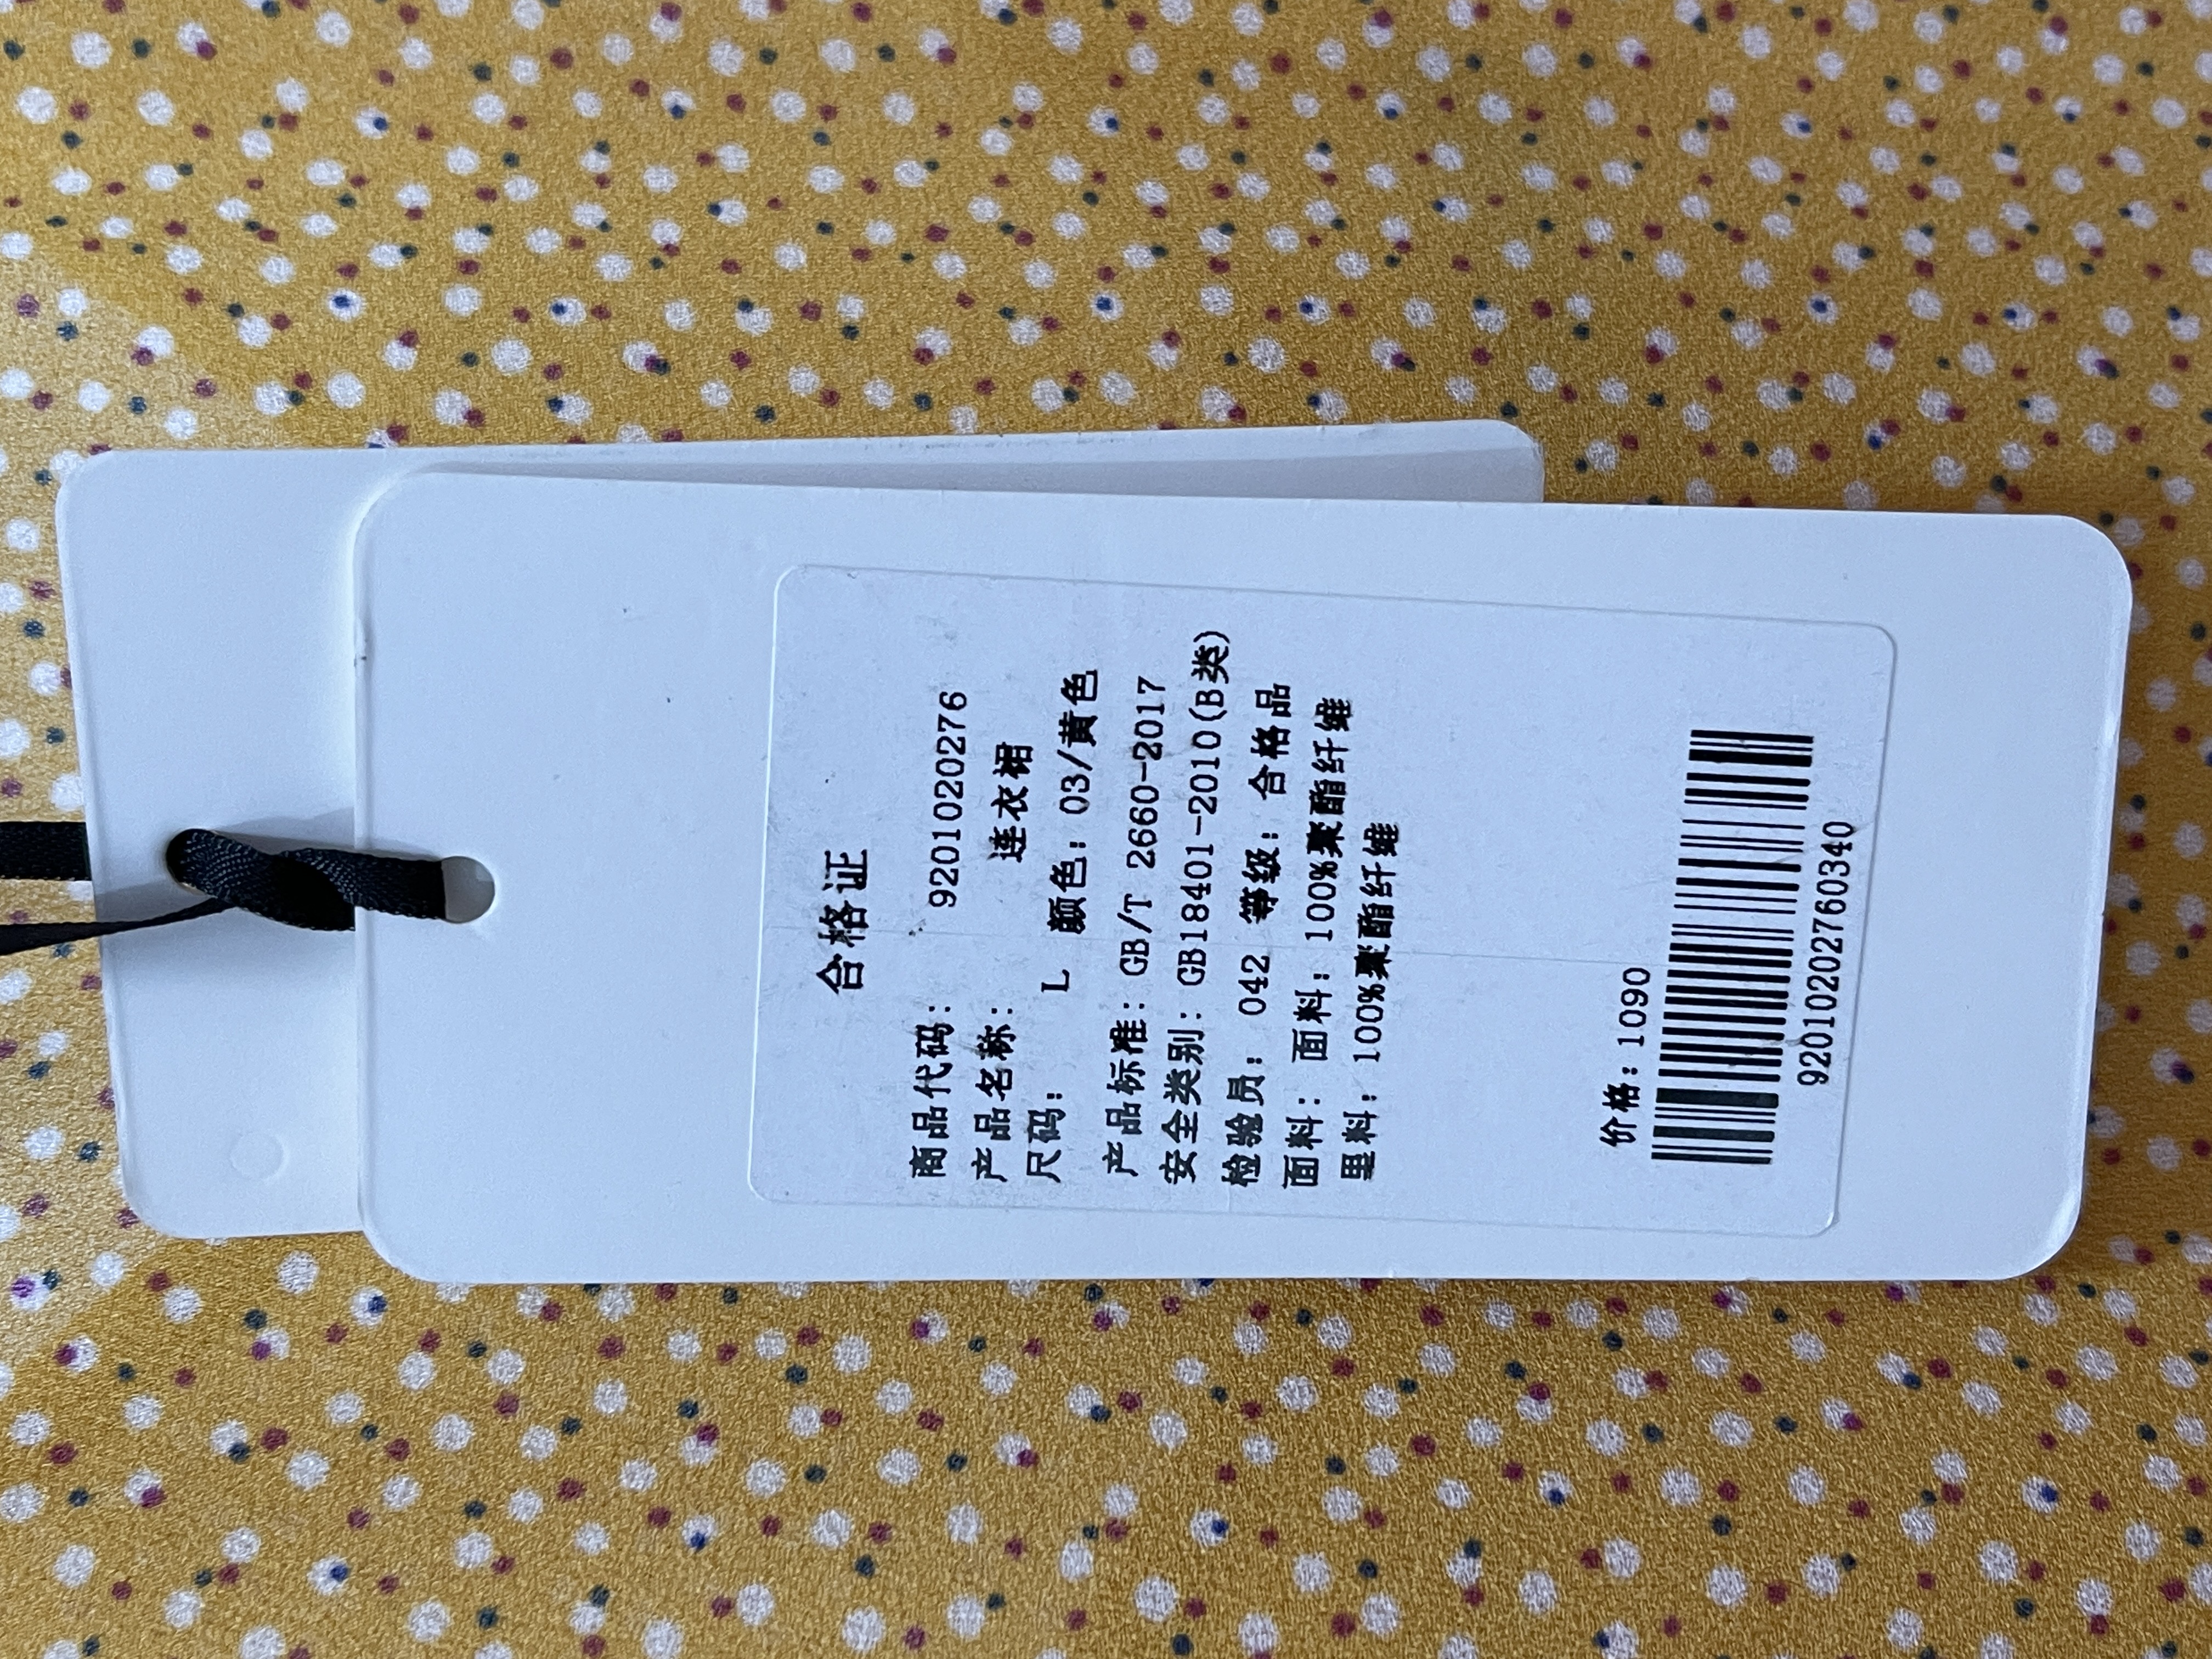 合格证
商品代码: 9201020276
产品名称: 连衣裙
尺码: L 颜色: 03/黄色
产品标准: GB/T 2660-2017
安全类别: GB18401-2010(B类)
检验员: 042 等级: 合格品
面料: 面料: 100%聚酯纤维
里料: 100%聚酯纤维
价格: 1090
92010202760340